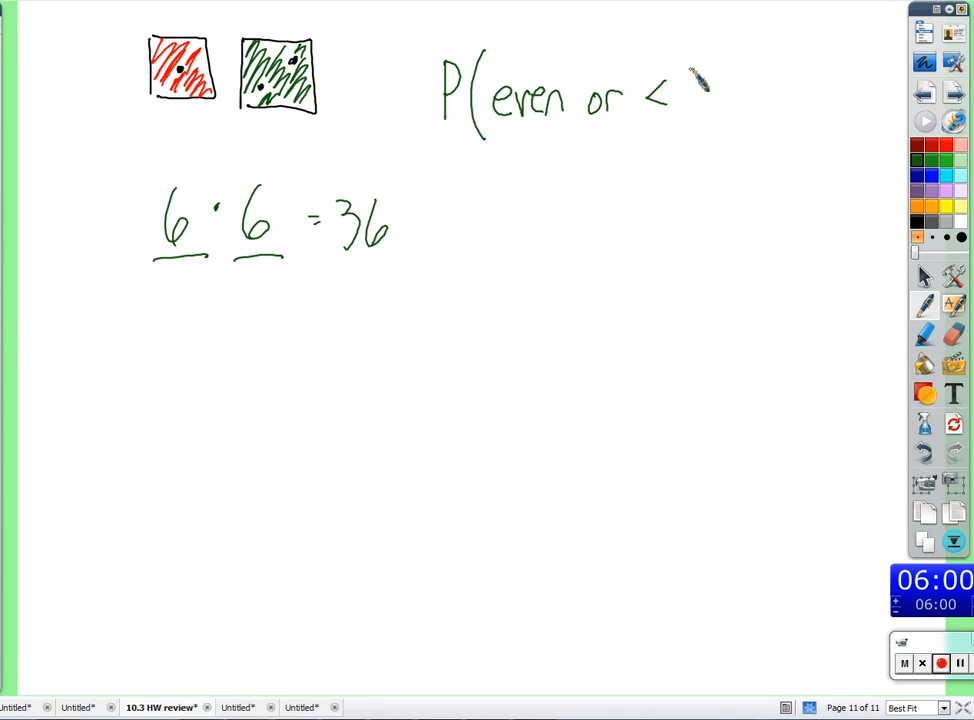 P(even or <
6 · 6 = 36
06:00
06:00
M
Untitled*
Untitled*
10.3 HW review*
Untitled*
Untitled*
Page 11 of 11
Best Fit